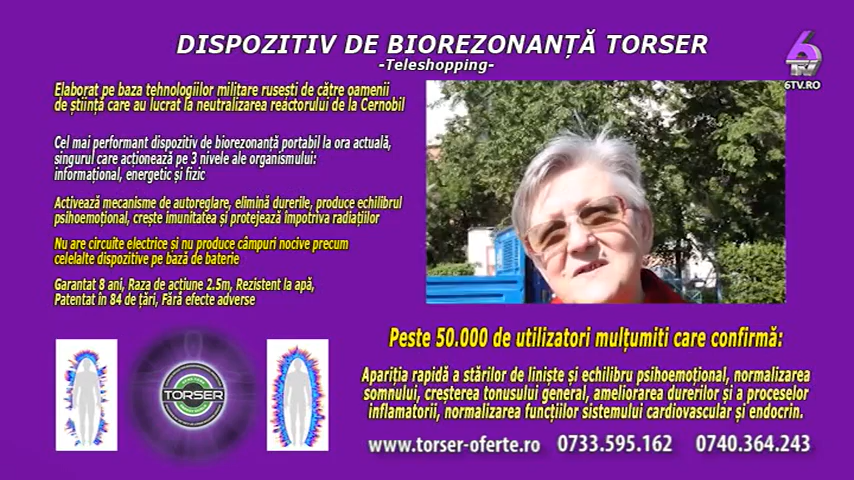 DISPOZITIV DE BIOREZONANȚĂ TORSER
-Teleshopping-
6
TV
6TV.RO
Elaborat pe baza tehnologiilor militare rusesti de către oamenii
de știință care au lucrat la neutralizarea reactorului de la Cernobil
Cel mai performant dispozitiv de biorezonanță portabil la ora actuală,
singurul care acționează pe 3 nivele ale organismului:
informațional, energetic și fizic
Activează mecanisme de autoreglare, elimină durerile, produce echilibrul
psihoemoțional, crește imunitatea și protejează împotriva radiațiilor
Nu are circuite electrice și nu produce câmpuri nocive precum
celelalte dispozitive pe bază de baterie
Garantat 8 ani, Raza de acțiune 2.5m, Rezistent la apă,
Patentat în 84 de țări, Fără efecte adverse
TORSER
Peste 50.000 de utilizatori mulțumiti care confirmă:
Apariția rapidă a stărilor de liniște și echilibru psihoemoțional, normalizarea
somnului, creșterea tonusului general, ameliorarea durerilor și a proceselor
inflamatorii, normalizarea funcțiilor sistemului cardiovascular și endocrin.
www.torser-oferte.ro 0733.595.162 0740.364.243